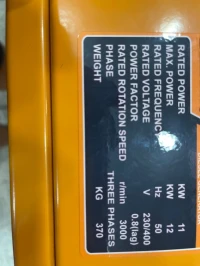 RATED POWER KW 11
MAX. POWER KW 12
RATED FREQUENCY Hz 50
RATED VOLTAGE V 230/400
POWER FACTOR 0.8(lag)
RATED ROTATION SPEED r/min 3000
PHASE THREE PHASES
WEIGHT KG 370